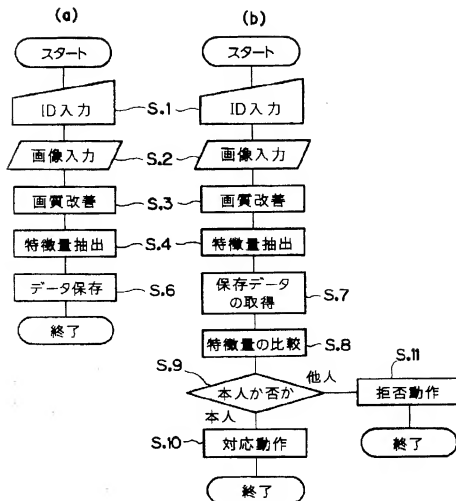 (a)
スタート
ID入力
画像入力
画質改善
特徴量抽出
データ保存
終了
S.1
S.2
S.3
S.4
S.6
(b)
スタート
ID入力
画像入力
画質改善
特徴量抽出
保存データ
の取得
S.7
特徴量の比較
S.8
S.9
本人か否か
他人
本人
S.11
拒否動作
終了
S.10
対応動作
終了